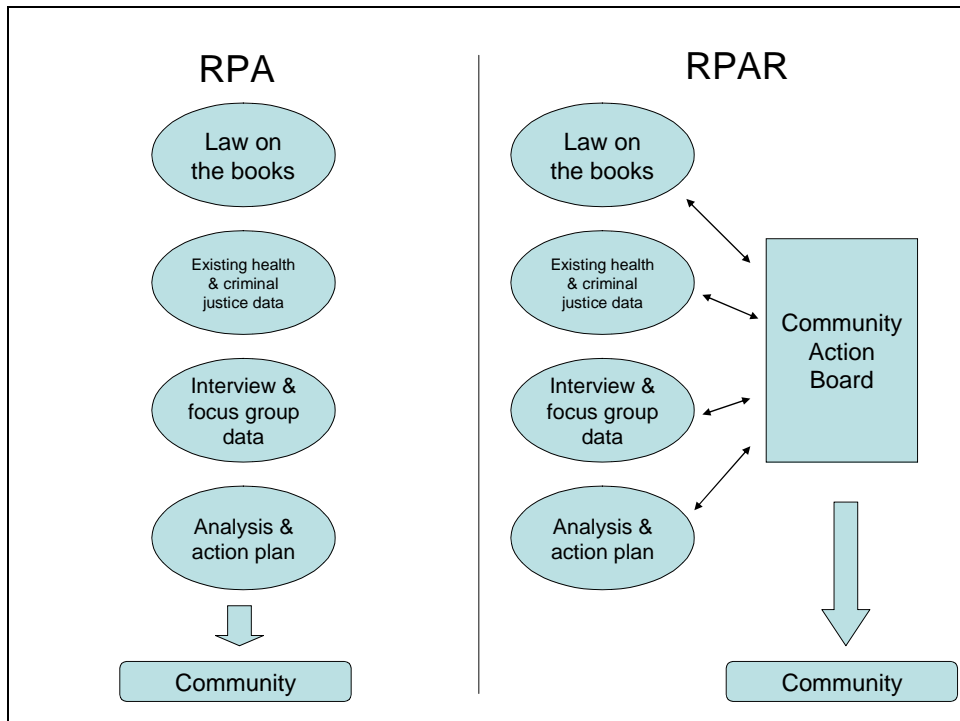 RPA
Law on
the books
Existing health
& criminal
justice data
Interview &
focus group
data
Analysis &
action plan
Community
RPAR
Law on
the books
Existing health
& criminal
justice data
Interview &
focus group
data
Analysis &
action plan
Community
Action
Board
Community